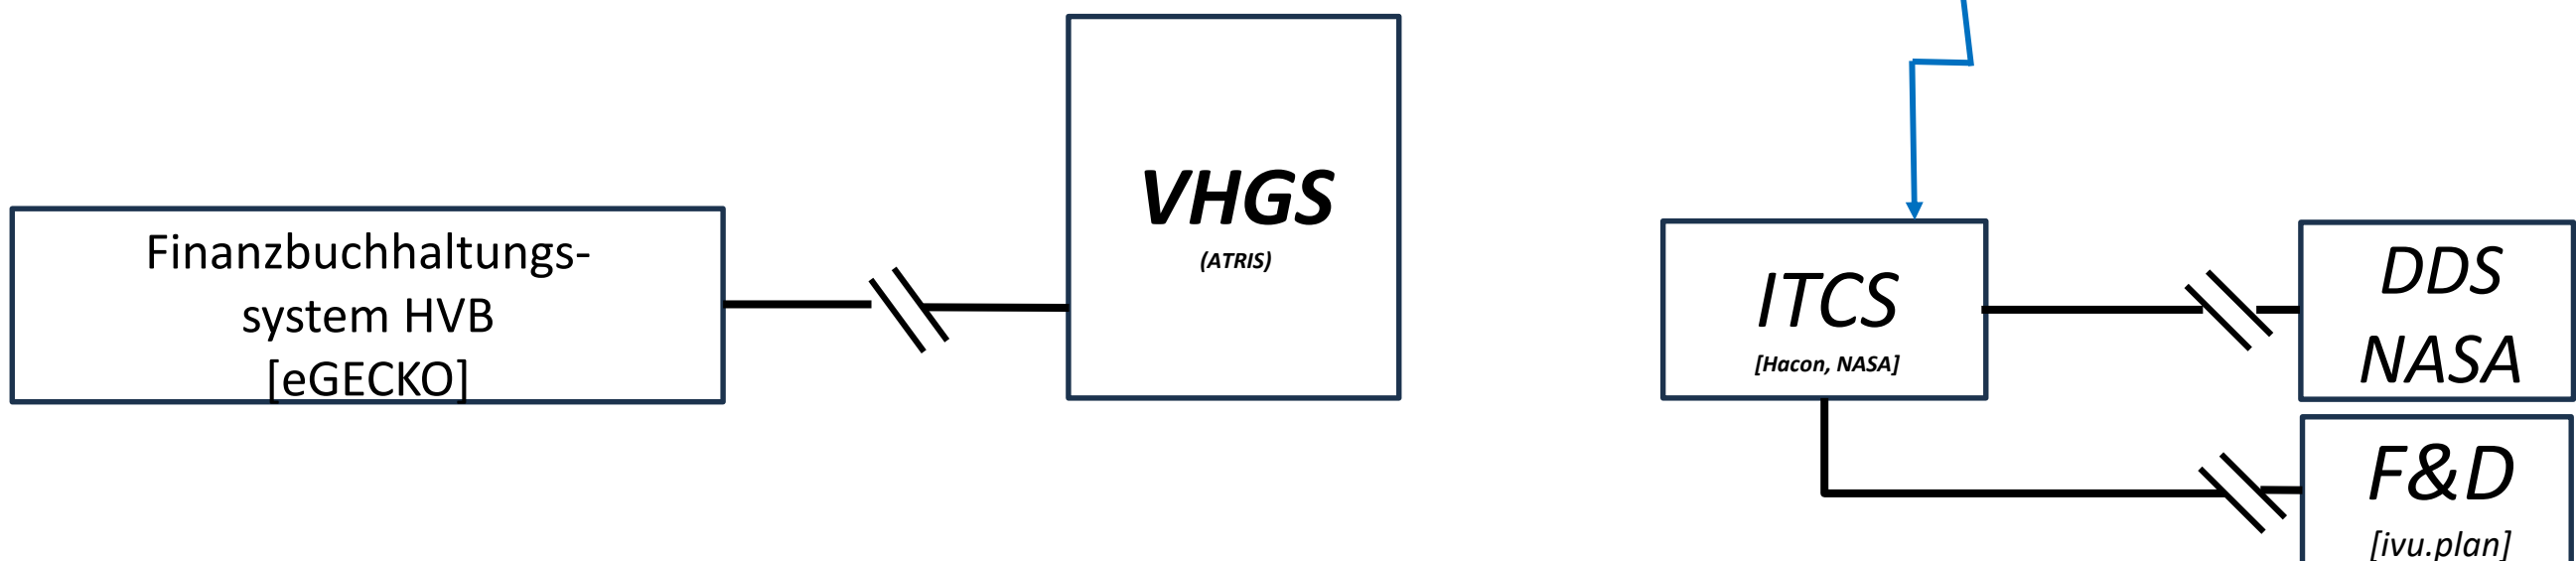 Finanzbuchhaltungs-
system HVB
[eGECKO]
VHGS
(ATRIS)
ITCS
[Hacon, NASA]
DDS
NASA
F&D
[ivu.plan]